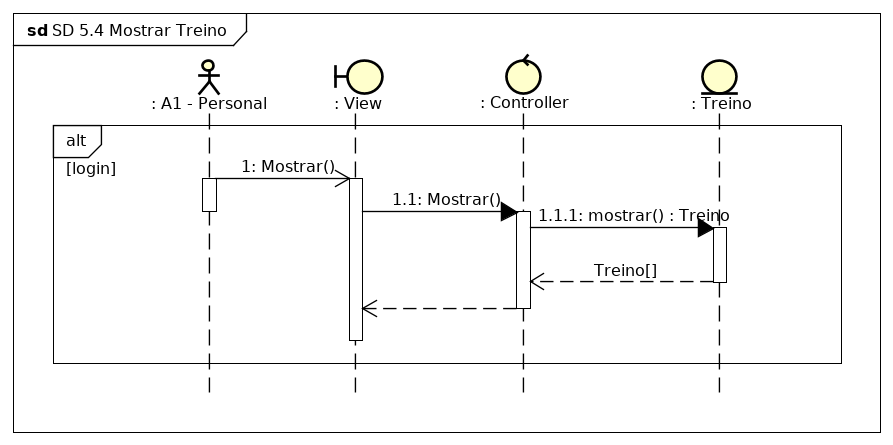 sd SD 5.4 Mostrar Treino
: A1 - Personal
: View
: Controller
: Treino
alt
[login]
1: Mostrar()
1.1: Mostrar()
1.1.1: mostrar() : Treino
Treino[]